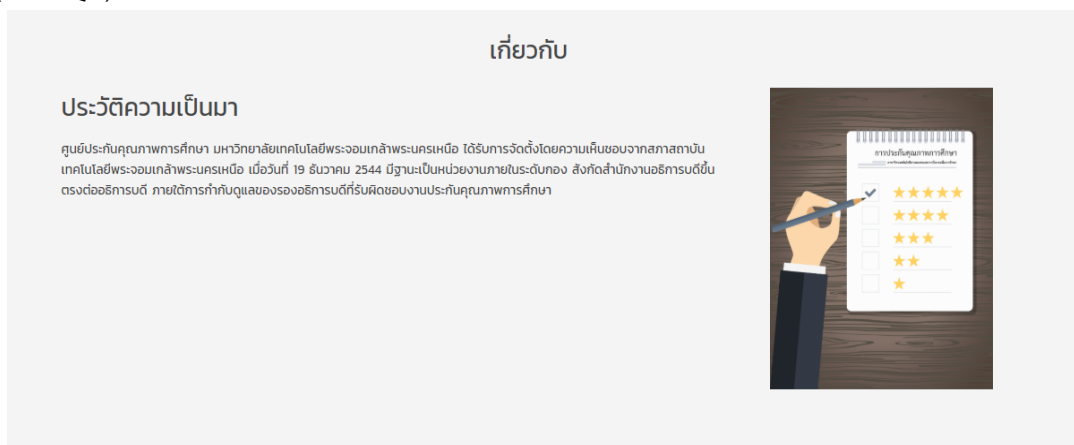 เกี่ยวกับ
ประวัติความเป็นมา
ศูนย์ประกันคุณภาพการศึกษา มหาวิทยาลัยเทคโนโลยีพระจอมเกล้าพระนครเหนือ ได้รับการจัดตั้งโดยความเห็นชอบจากสภาสถาบัน
เทคโนโลยีพระจอมเกล้าพระนครเหนือ เมื่อวันที่ 19 ธันวาคม 2544 มีฐานะเป็นหน่วยงานภายในระดับกอง สังกัดสำนักงานอธิการบดีขึ้น
ตรงต่ออธิการบดี ภายใต้การกำกับดูแลของรองอธิการบดีที่รับผิดชอบงานประกันคุณภาพการศึกษา
การประกันคุณภาพการศึกษา